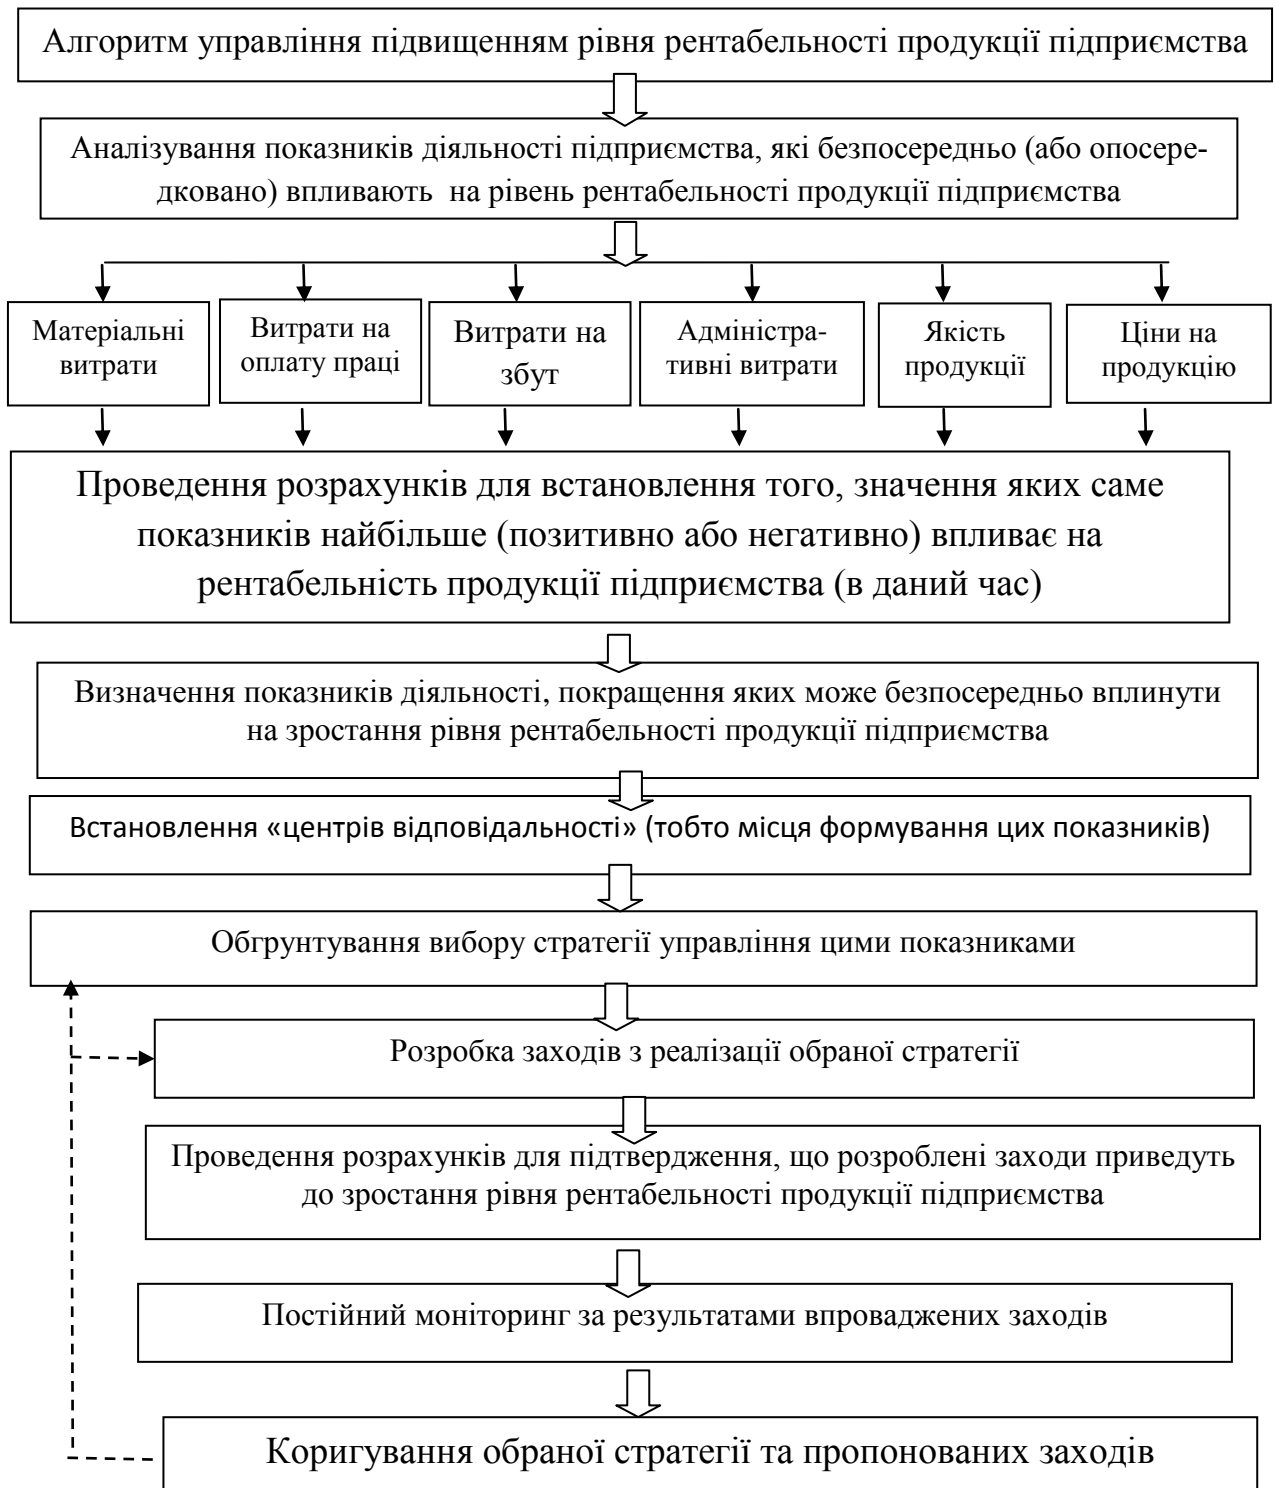 Алгоритм управління підвищенням рівня рентабельності продукції підприємства
Аналізування показників діяльності підприємства, які безпосередньо (або опосере-
дковано) впливають на рівень рентабельності продукції підприємства
Матеріальні
витрати
Витрати на
оплату праці
Витрати на
збут
Адміністра-
тивні витрати
Якість
продукції
Ціни на
продукцію
Проведення розрахунків для встановлення того, значення яких саме
показників найбільше (позитивно або негативно) впливає на
рентабельність продукції підприємства (в даний час)
Визначення показників діяльності, покращення яких може безпосередньо вплинути
на зростання рівня рентабельності продукції підприємства
Встановлення «центрів відповідальності» (тобто місця формування цих показників)
Обгрунтування вибору стратегії управління цими показниками
Розробка заходів з реалізації обраної стратегії
Проведення розрахунків для підтвердження, що розроблені заходи приведуть
до зростання рівня рентабельності продукції підприємства
Постійний моніторинг за результатами впроваджених заходів
Коригування обраної стратегії та пропонованих заходів